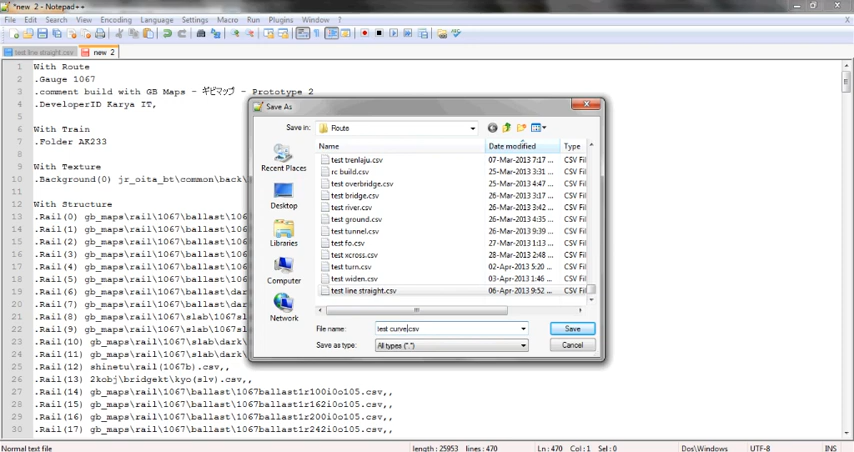 *new 2 - Notepad++
File Edit Search View Encoding Language Settings Macro Run Plugins Window ?
X
test line straight.csv new 2
1 With Route
2 .Gauge 1067
3 .comment build with GB Maps - ギビマップ - Prototype 2
4 .DeveloperID Karya IT,
5
6 With Train
7 .Folder AK233
8
9 With Texture
10 .Background(0) jr_oita_bt\common\back\
11
12 With Structure
13 .Rail(0) gb_maps\rail\1067\ballast\106
14 .Rail(1) gb_maps\rail\1067\ballast\106
15 .Rail(2) gb_maps\rail\1067\ballast\106
16 .Rail(3) gb_maps\rail\1067\ballast\106
17 .Rail(4) gb_maps\rail\1067\ballast\106
18 .Rail(5) gb_maps\rail\1067\ballast\dar
19 .Rail(6) gb_maps\rail\1067\ballast\dar
20 .Rail(7) gb_maps\rail\1067\ballast\dar
21 .Rail(8) gb_maps\rail\1067\slab\1067s
22 .Rail(9) gb_maps\rail\1067\slab\1067s
23 .Rail(10) gb_maps\rail\1067\slab\dark
24 .Rail(11) gb_maps\rail\1067\slab\dark
25 .Rail(12) shinetu\rail(1067b).csv,,
26 .Rail(13) 2kobj\bridgekt\kyo(slv).csv,,
27 .Rail(14) gb_maps\rail\1067\ballast\1067ballast1r100i0o105.csv,,
28 .Rail(15) gb_maps\rail\1067\ballast\1067ballast1r162i0o105.csv,,
29 .Rail(16) gb_maps\rail\1067\ballast\1067ballast1r200i0o105.csv,,
30 .Rail(17) gb_maps\rail\1067\ballast\1067ballast1r242i0o105.csv,,
Save As
Save in: Route
Recent Places
Desktop
Libraries
Computer
Network
Name Date modified Type
test trenlaju.csv 07-Mar-2013 7:17 ... CSV Fil
rc build.csv 25-Mar-2013 3:31 ... CSV Fil
test overbridge.csv 25-Mar-2013 4:47 ... CSV Fil
test bridge.csv 26-Mar-2013 3:17 ... CSV Fil
test river.csv 26-Mar-2013 3:42 ... CSV Fil
test ground.csv 26-Mar-2013 4:35 ... CSV Fil
test tunnel.csv 26-Mar-2013 9:39 ... CSV Fil
test fo.csv 27-Mar-2013 1:13 ... CSV Fil
test xcross.csv 28-Mar-2013 2:48 ... CSV Fil
test turn.csv 02-Apr-2013 5:20 ... CSV Fil
test widen.csv 03-Apr-2013 1:46 ... CSV Fil
test line straight.csv 06-Apr-2013 9:52 ... CSV Fil
File name: test curve.csv Save
Save as type: All types (*.*) Cancel
Normal text file length : 25953 lines : 470 Ln : 470 Col : 1 Sel : 0 Dos\Windows UTF-8 INS